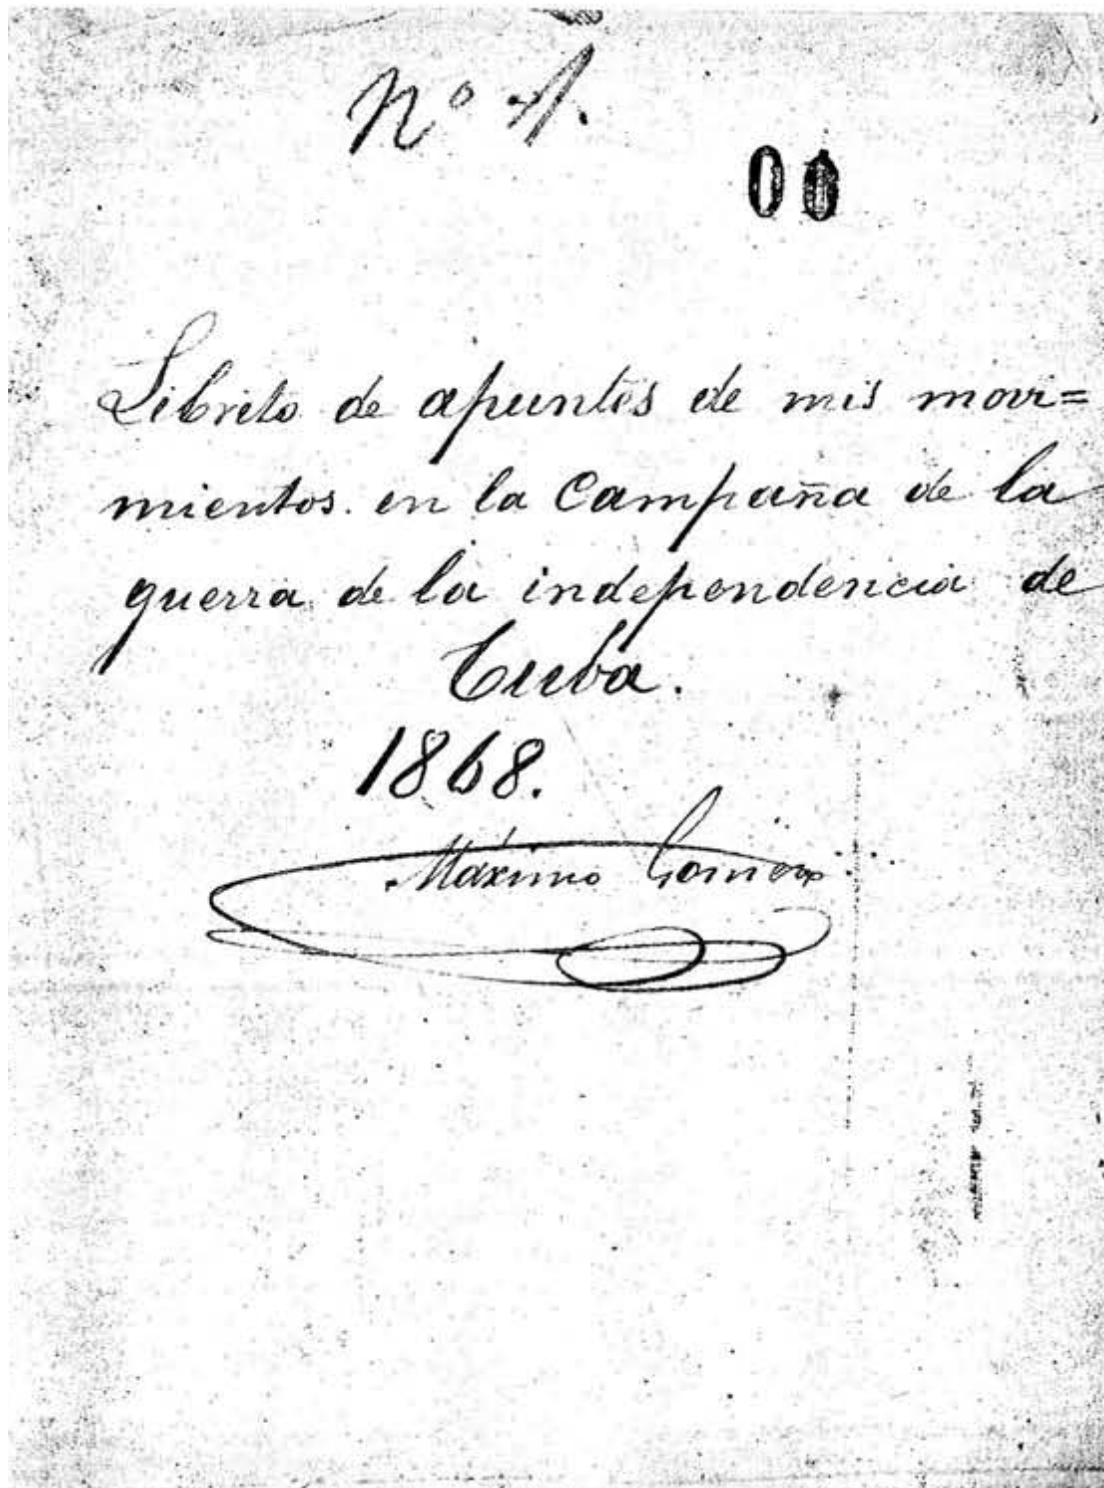 Nº 1.
00
Librito de apuntes de mis movi=
mientos en la Campaña de la
guerra de la independencia de
Cuba.
1868.
Máximo Gómez